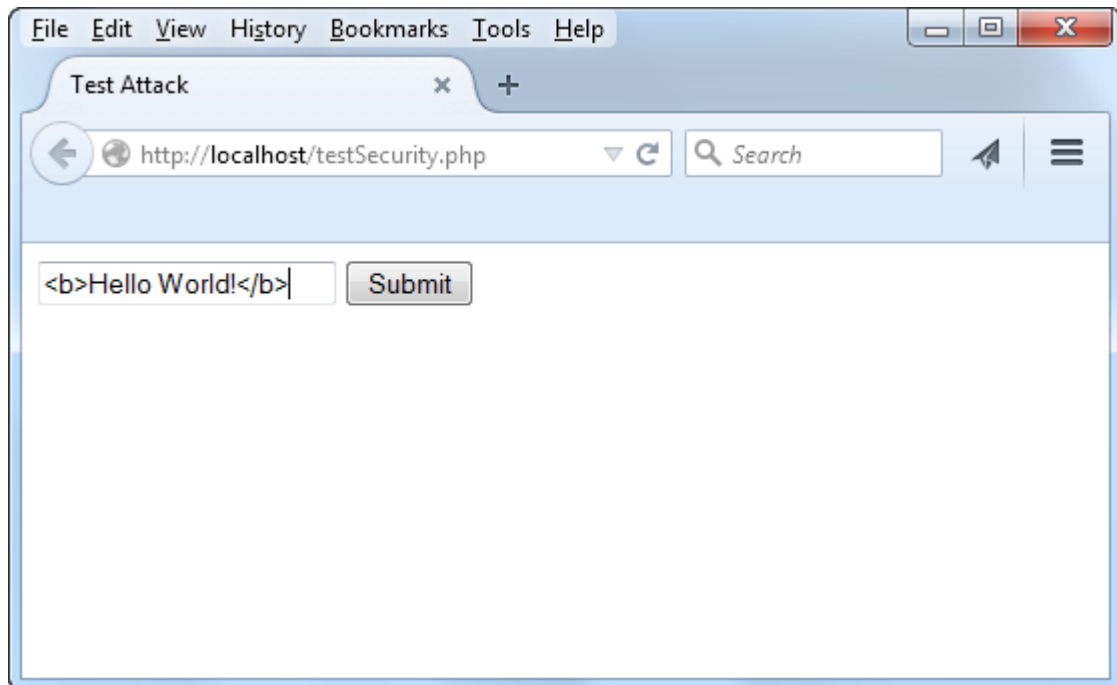 File Edit View History Bookmarks Tools Help
Test Attack
http://localhost/testSecurity.php Search
<b>Hello World!</b> Submit